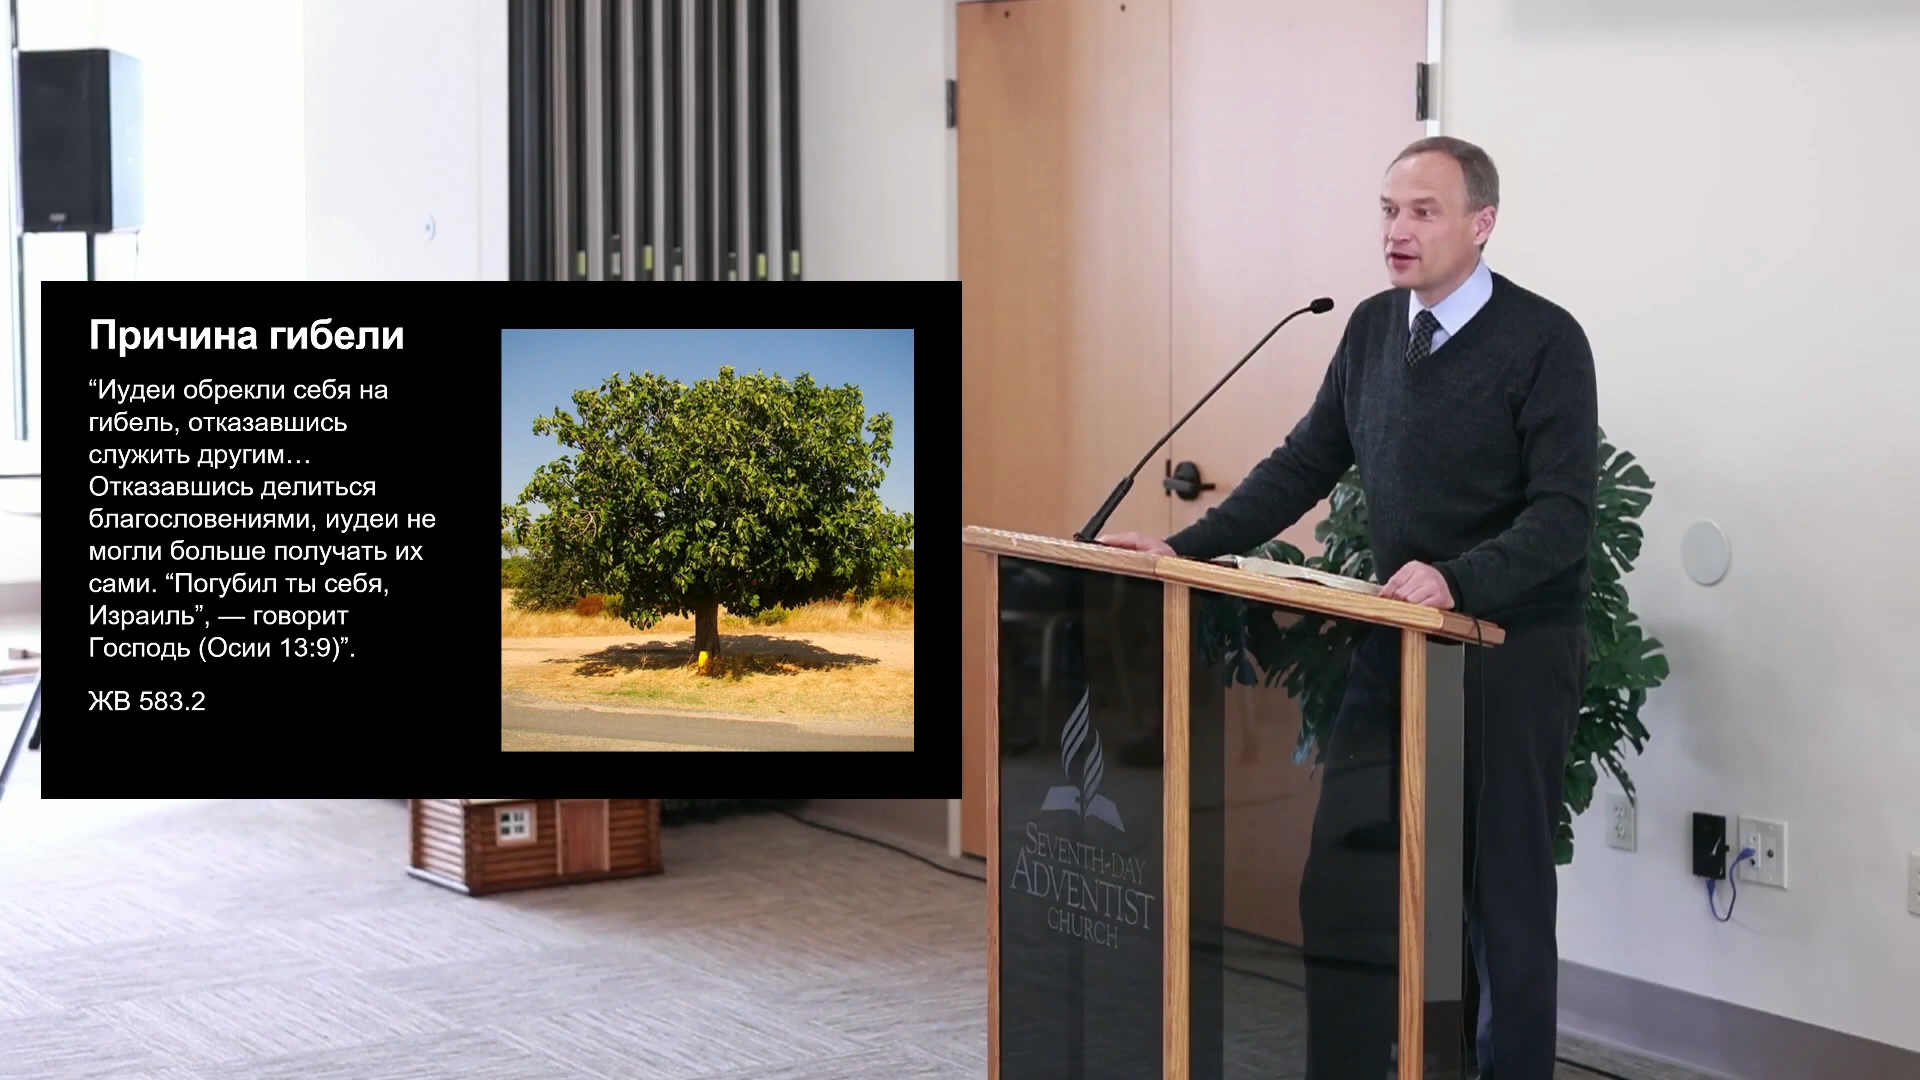 Причина гибели
“Иудеи обрекли себя на
гибель, отказавшись
служить другим…
Отказавшись делиться
благословениями, иудеи не
могли больше получать их
сами. “Погубил ты себя,
Израиль”, — говорит
Господь (Осии 13:9)”.
ЖВ 583.2
SEVENTH-DAY
ADVENTIST
CHURCH